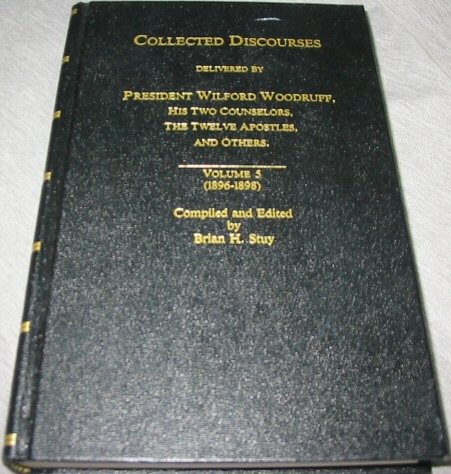 COLLECTED DISCOURSES
DELIVERED BY
PRESIDENT WILFORD WOODRUFF,
HIS TWO COUNSELORS,
THE TWELVE APOSTLES,
AND OTHERS.
VOLUME 5
(1896-1898)
Compiled and Edited
by
Brian H. Stuy